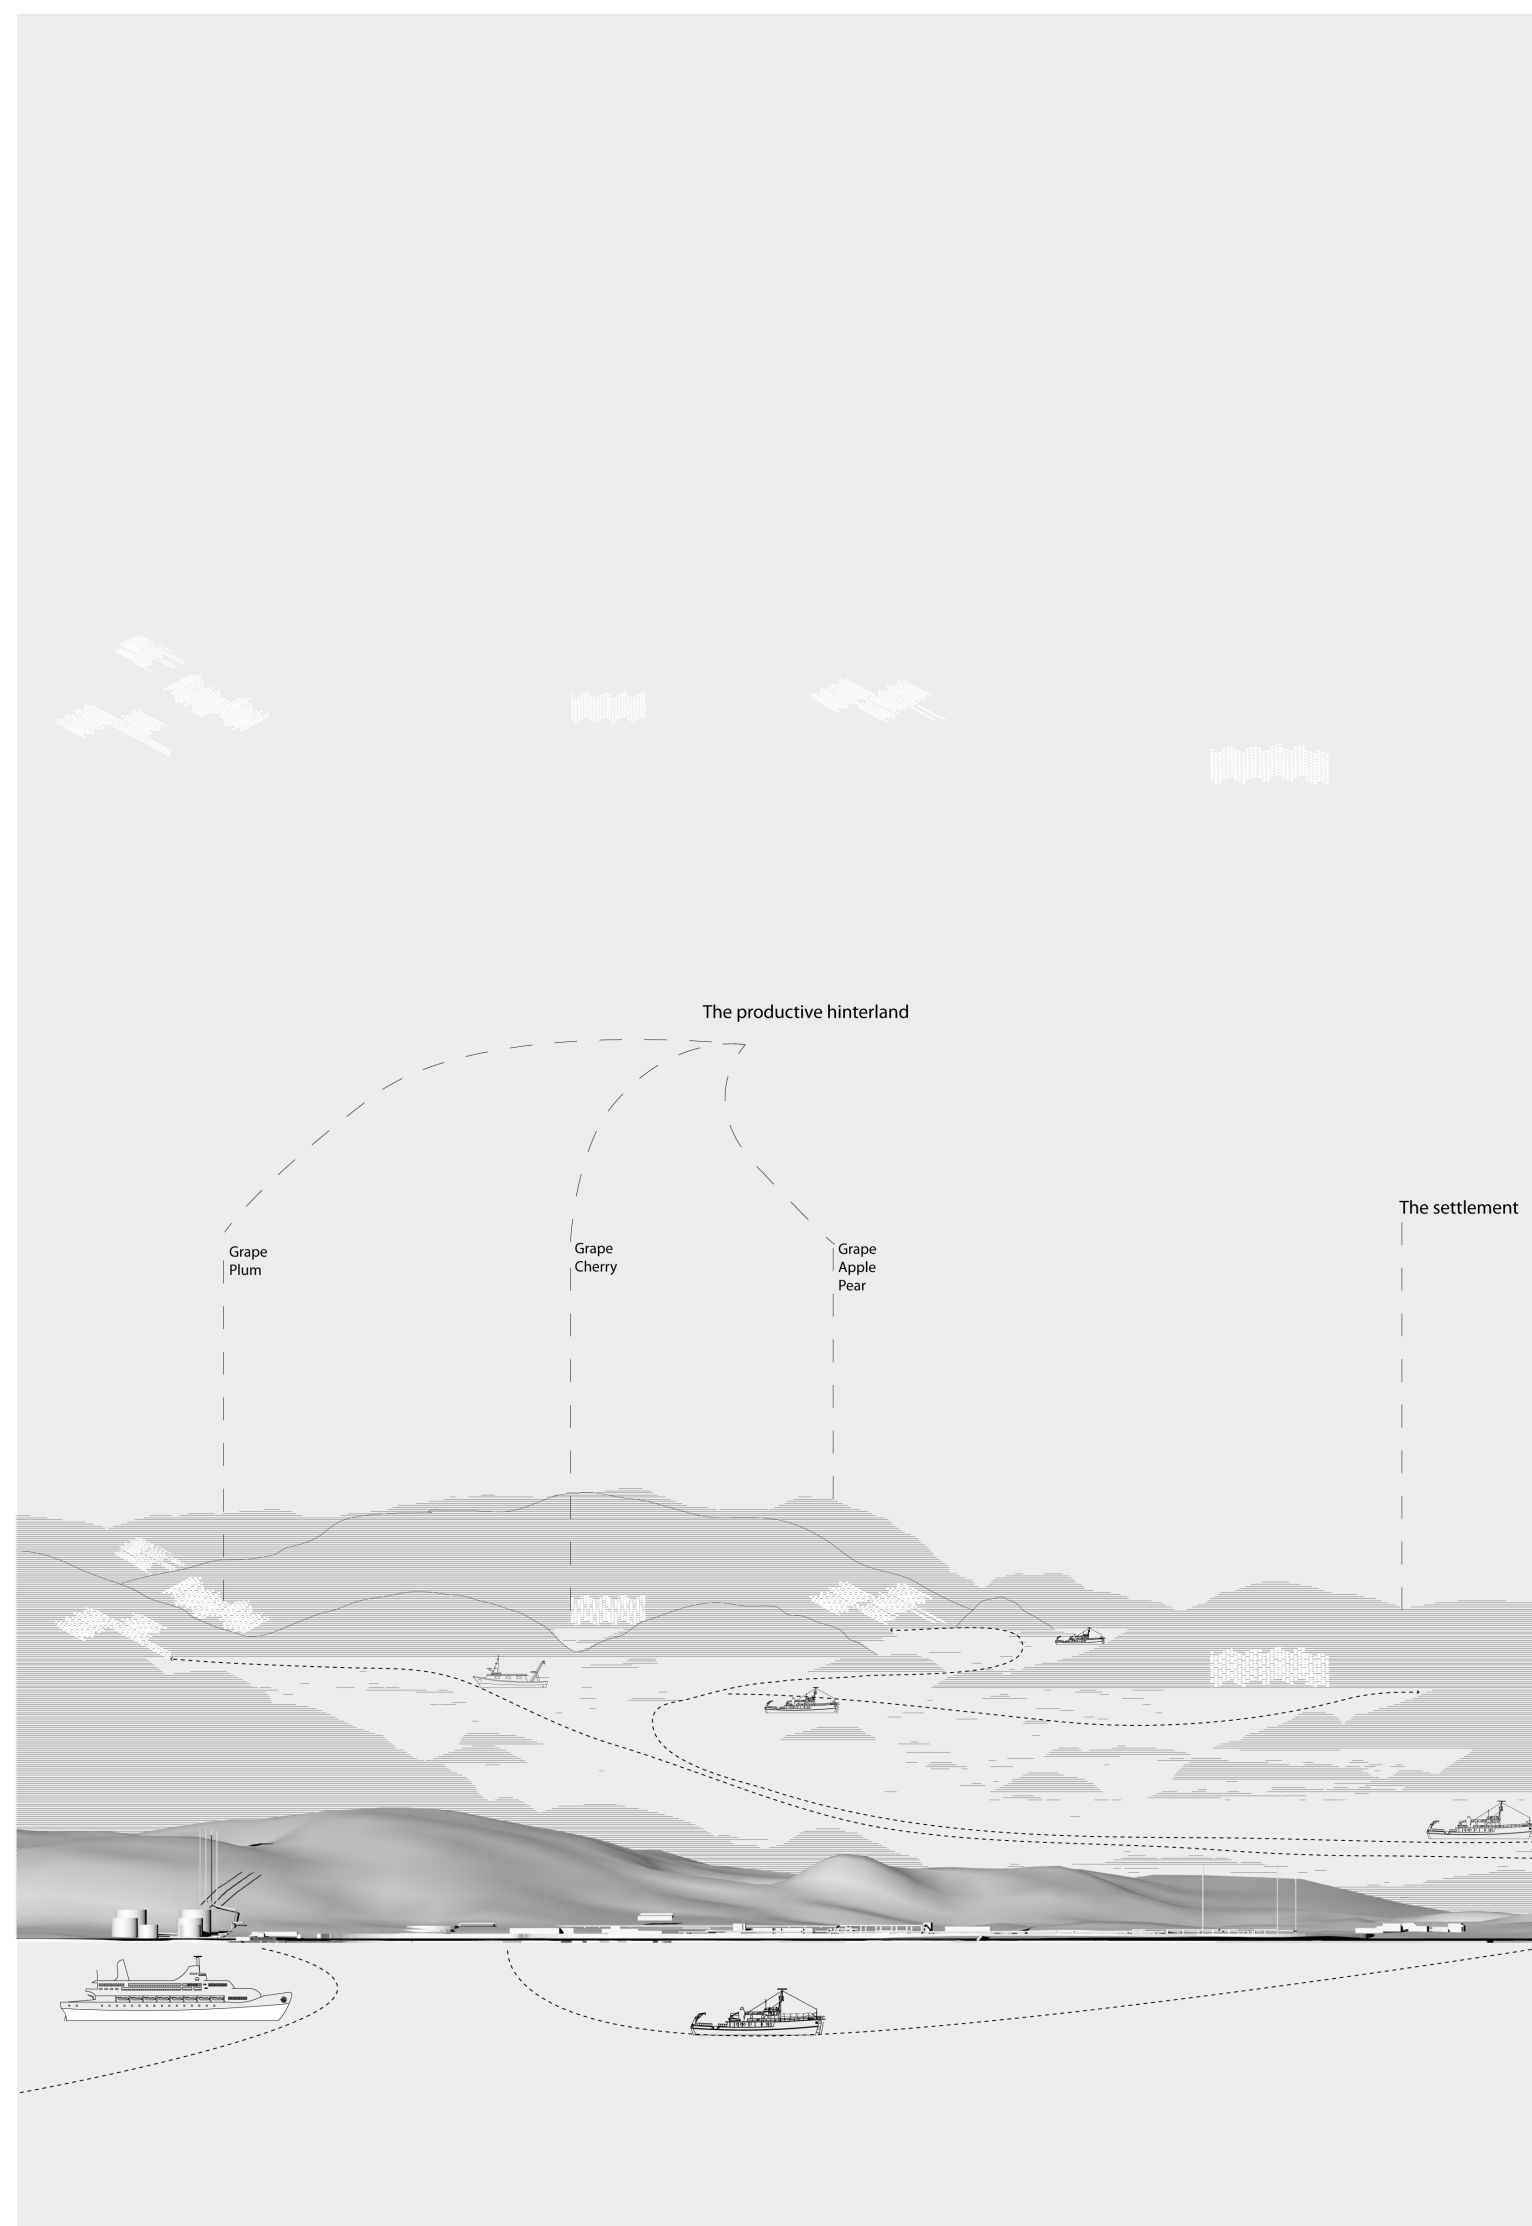 The productive hinterland
The settlement
Grape
Plum
Grape
Cherry
Grape
Apple
Pear